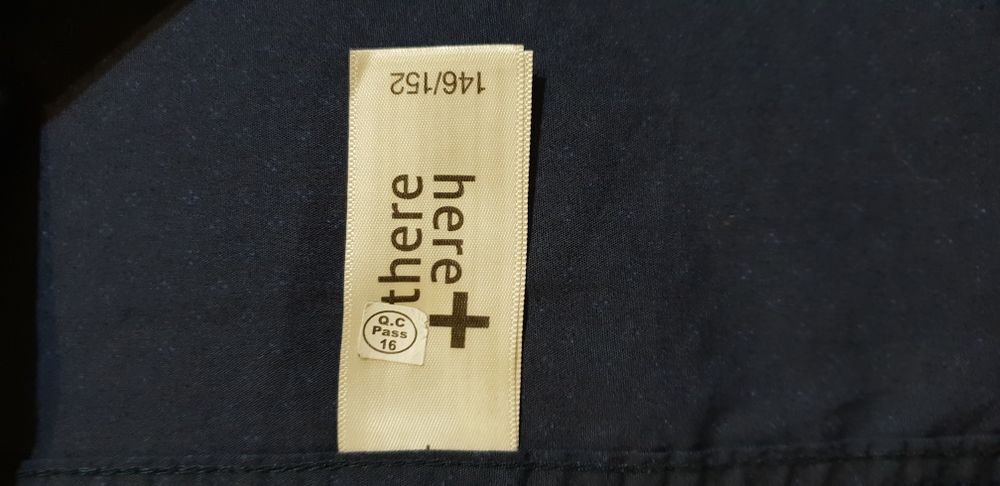 146/152
here
+there
Q.C
Pass
16